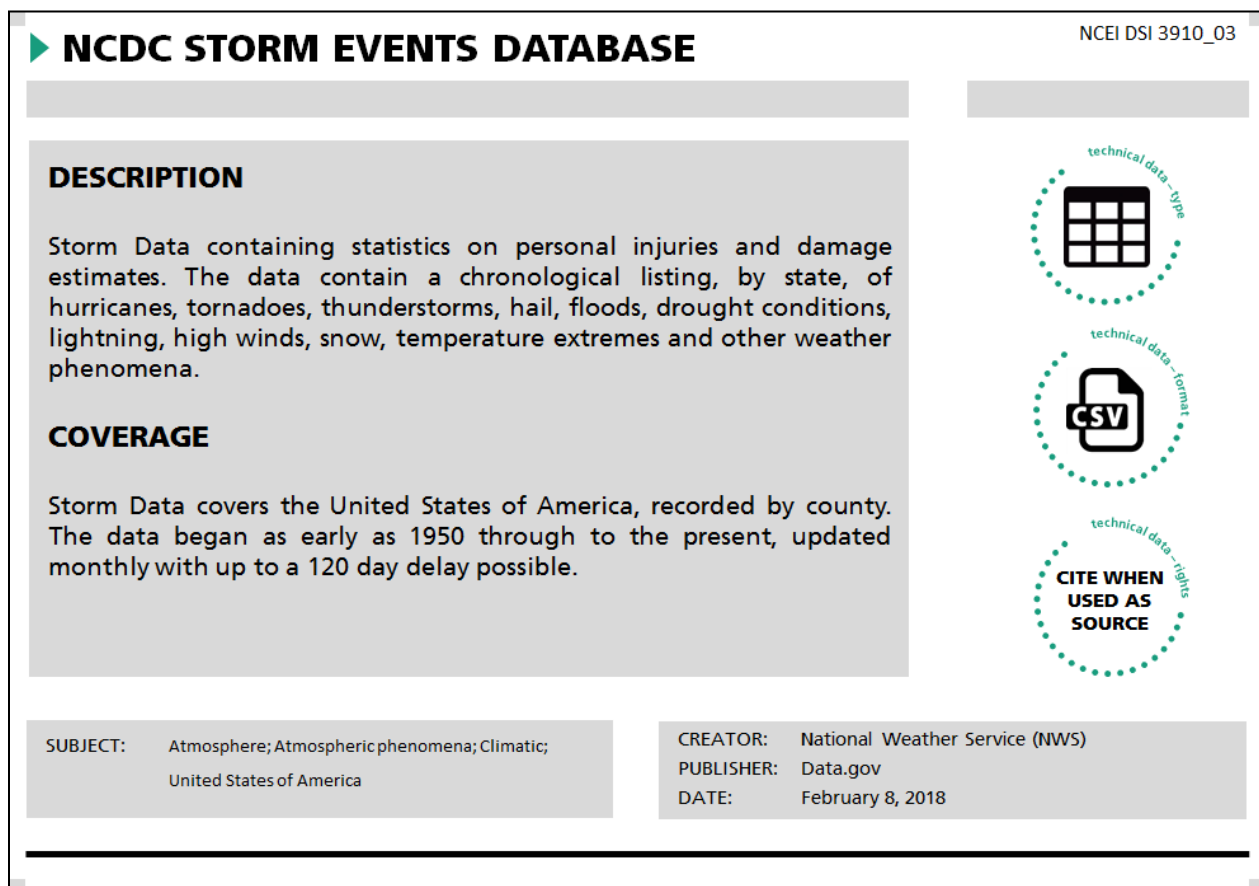 NCDC STORM EVENTS DATABASE
NCEI DSI 3910_03
DESCRIPTION
Storm Data containing statistics on personal injuries and damage
estimates. The data contain a chronological listing, by state, of
hurricanes, tornadoes, thunderstorms, hail, floods, drought conditions,
lightning, high winds, snow, temperature extremes and other weather
phenomena.
COVERAGE
Storm Data covers the United States of America, recorded by county.
The data began as early as 1950 through to the present, updated
monthly with up to a 120 day delay possible.
technical data – type
technical data – format
CSV
technical data – rights
CITE WHEN
USED AS
SOURCE
SUBJECT: Atmosphere; Atmospheric phenomena; Climatic;
United States of America
CREATOR: National Weather Service (NWS)
PUBLISHER: Data.gov
DATE: February 8, 2018